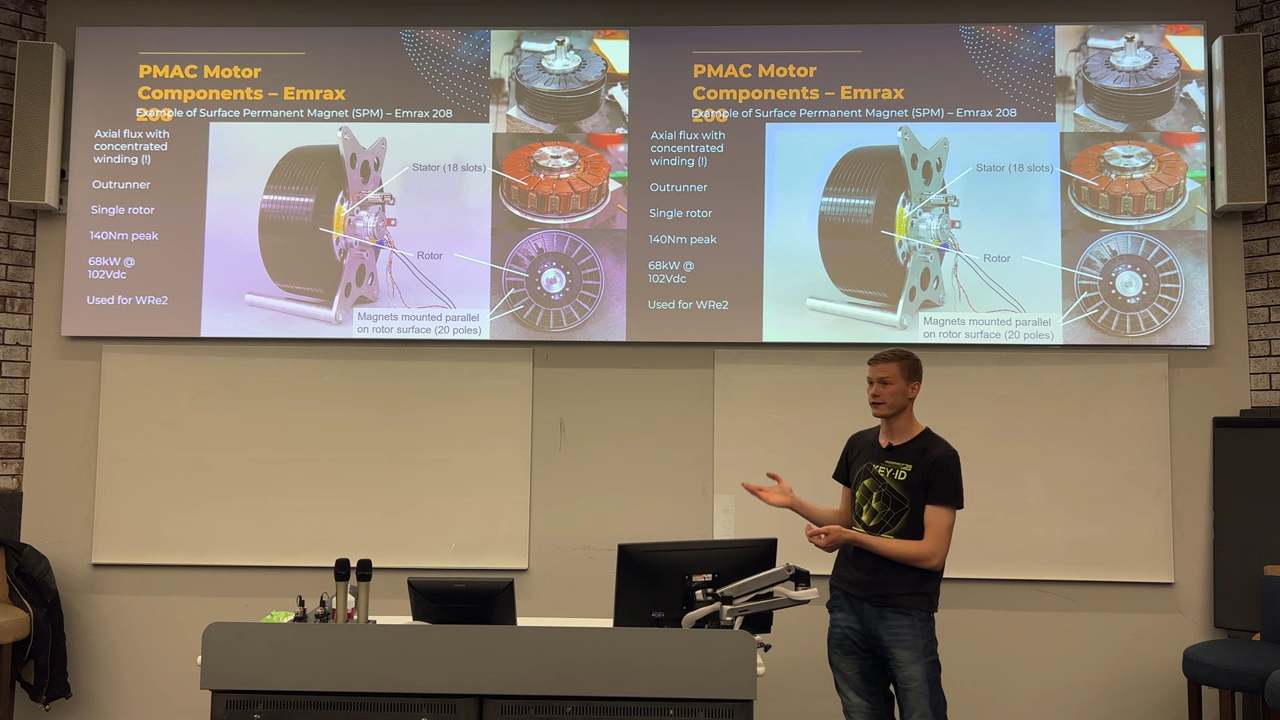 PMAC Motor
Components – Emrax
208
Example of Surface Permanent Magnet (SPM) – Emrax 208
Axial flux with
concentrated
winding (!)
Outrunner
Single rotor
140Nm peak
68kW @
102Vdc
Used for WRe2
Stator (18 slots)
Rotor
Magnets mounted parallel
on rotor surface (20 poles)
PMAC Motor
Components – Emrax
208
Example of Surface Permanent Magnet (SPM) – Emrax 208
Axial flux with
concentrated
winding (!)
Outrunner
Single rotor
140Nm peak
68kW @
102Vdc
Used for WRe2
Stator (18 slots)
Rotor
Magnets mounted parallel
on rotor surface (20 poles)
KEY-ID